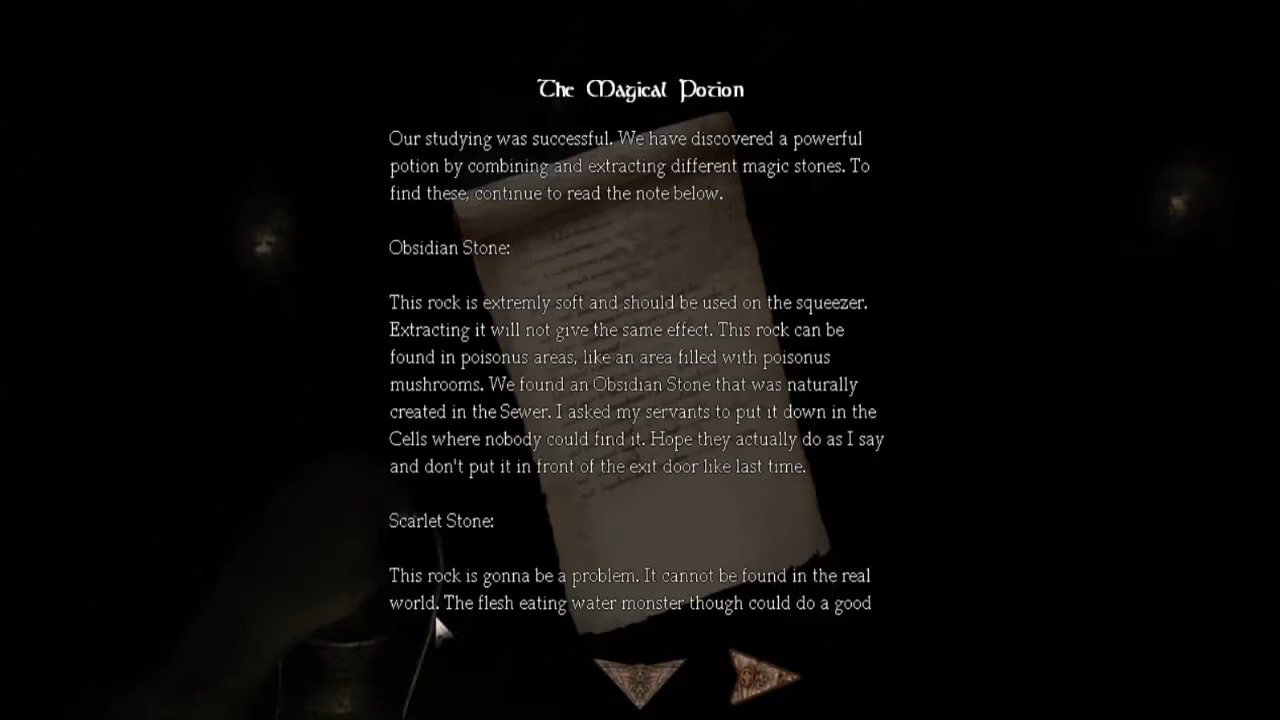 The Magical Potion
Our studying was successful. We have discovered a powerful
potion by combining and extracting different magic stones. To
find these, continue to read the note below.
Obsidian Stone:
This rock is extremly soft and should be used on the squeezer.
Extracting it will not give the same effect. This rock can be
found in poisonus areas, like an area filled with poisonus
mushrooms. We found an Obsidian Stone that was naturally
created in the Sewer. I asked my servants to put it down in the
Cells where nobody could find it. Hope they actually do as I say
and don't put it in front of the exit door like last time.
Scarlet Stone:
This rock is gonna be a problem. It cannot be found in the real
world. The flesh eating water monster though could do a good